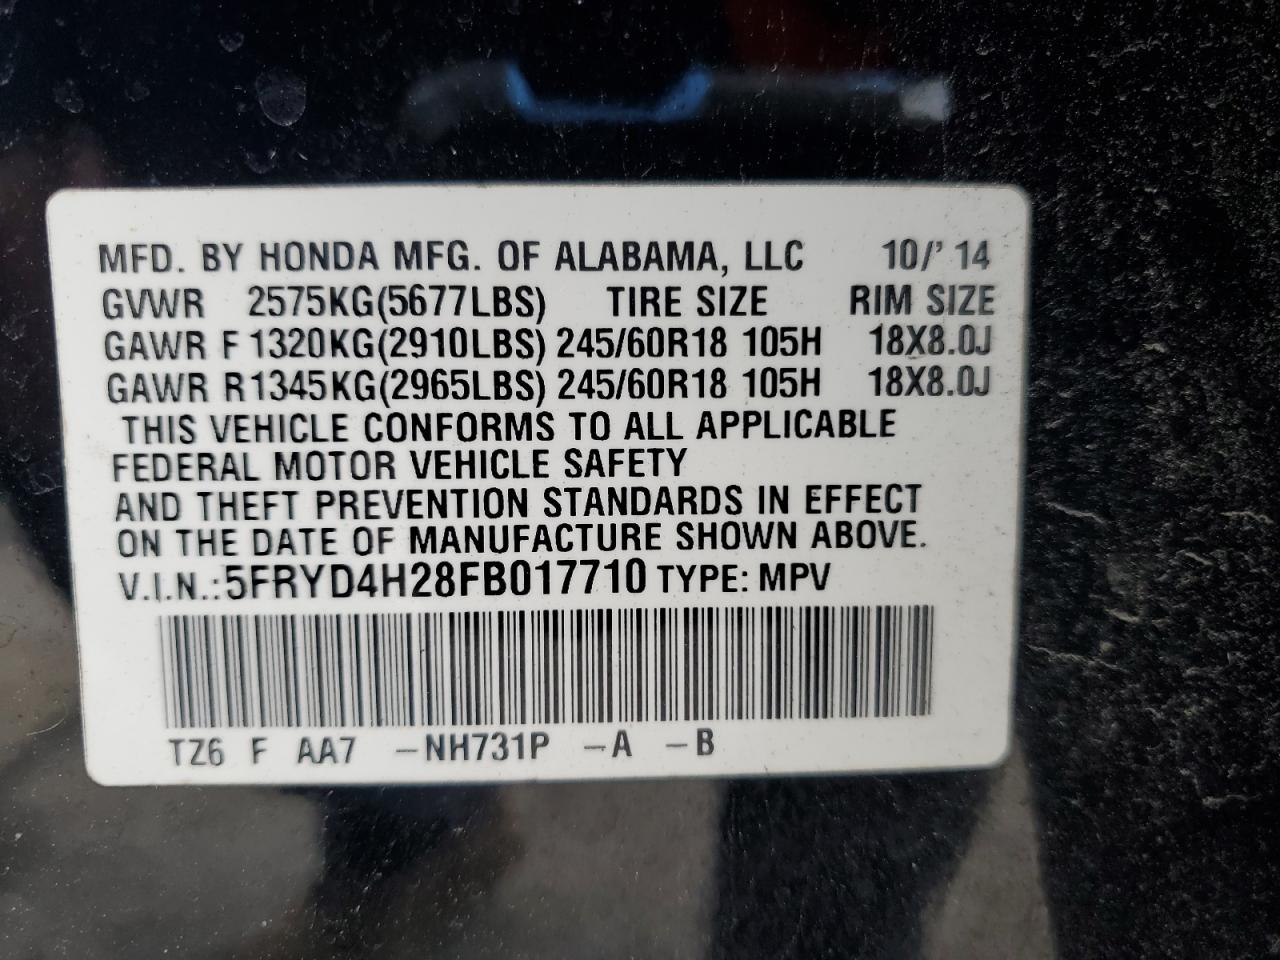 MFD. BY HONDA MFG. OF ALABAMA, LLC 10/' 14
GVWR 2575KG(5677LBS) TIRE SIZE RIM SIZE
GAWR F 1320KG(2910LBS) 245/60R18 105H 18X8.0J
GAWR R1345KG(2965LBS) 245/60R18 105H 18X8.0J
THIS VEHICLE CONFORMS TO ALL APPLICABLE
FEDERAL MOTOR VEHICLE SAFETY
AND THEFT PREVENTION STANDARDS IN EFFECT
ON THE DATE OF MANUFACTURE SHOWN ABOVE.
V.I.N.:5FRYD4H28FB017710 TYPE: MPV
TZ6 F AA7 -NH731P -A -B